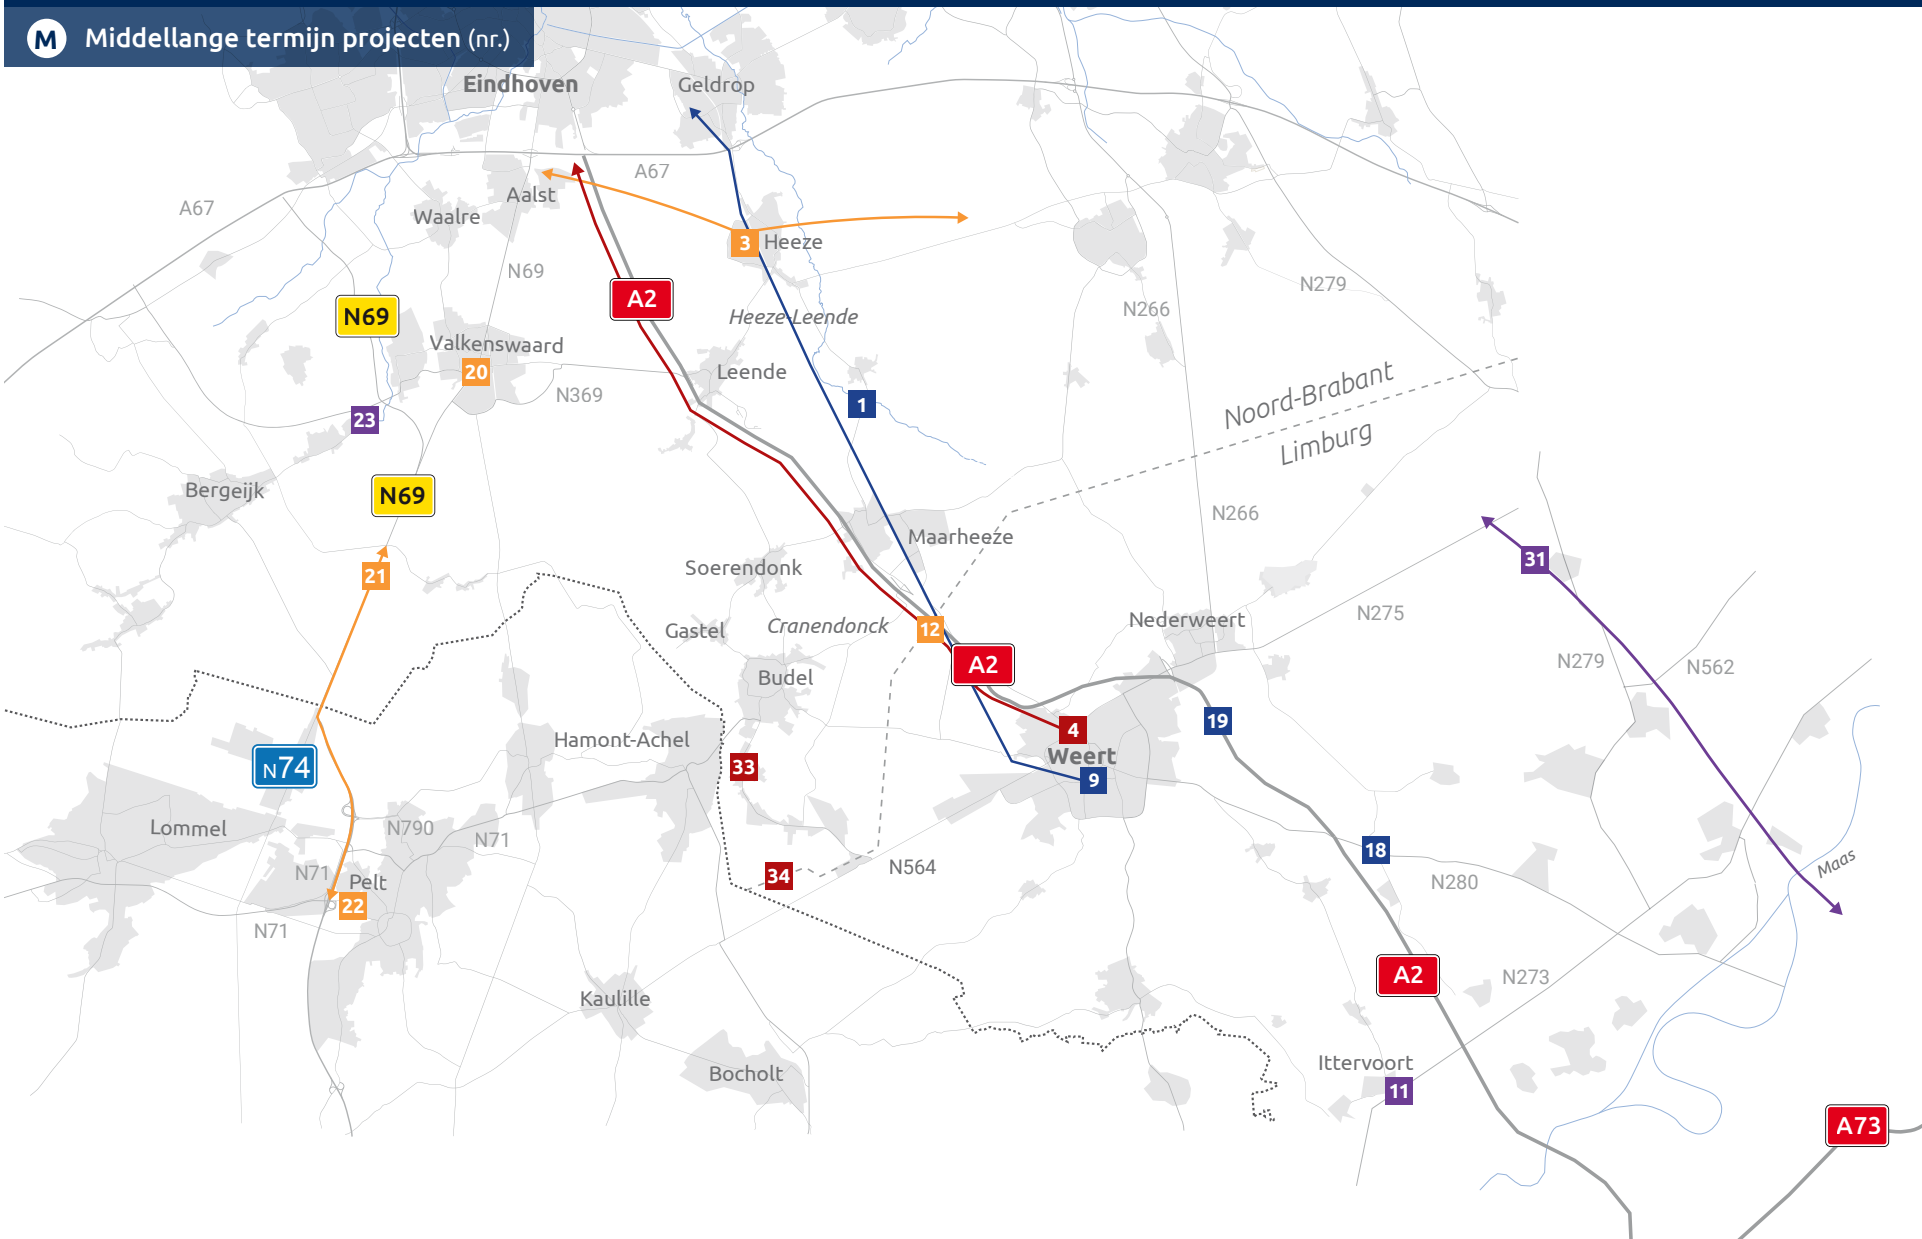 M Middellange termijn projecten (nr.)
Eindhoven
Geldrop
A67
Aalst
A67
Waalre
3 Heeze
N69
A2
N279
N69
Heeze-Leende
N266
Valkenswaard
20
Leende
N369
Noord-Brabant
1
23
Limburg
Bergeijk
N69
N266
Maarheeze
31
Soerendonk
21
N275
Nederweert
Gastel
Cranendonck
12
A2
N279
N562
Budel
19
4
Hamont-Achel
Weert
33
N74
9
Lommel
N790
N71
18
Maas
N564
N71
34
Pelt
N280
22
N71
A2
N273
Kaulille
Ittervoort
Bocholt
11
A73